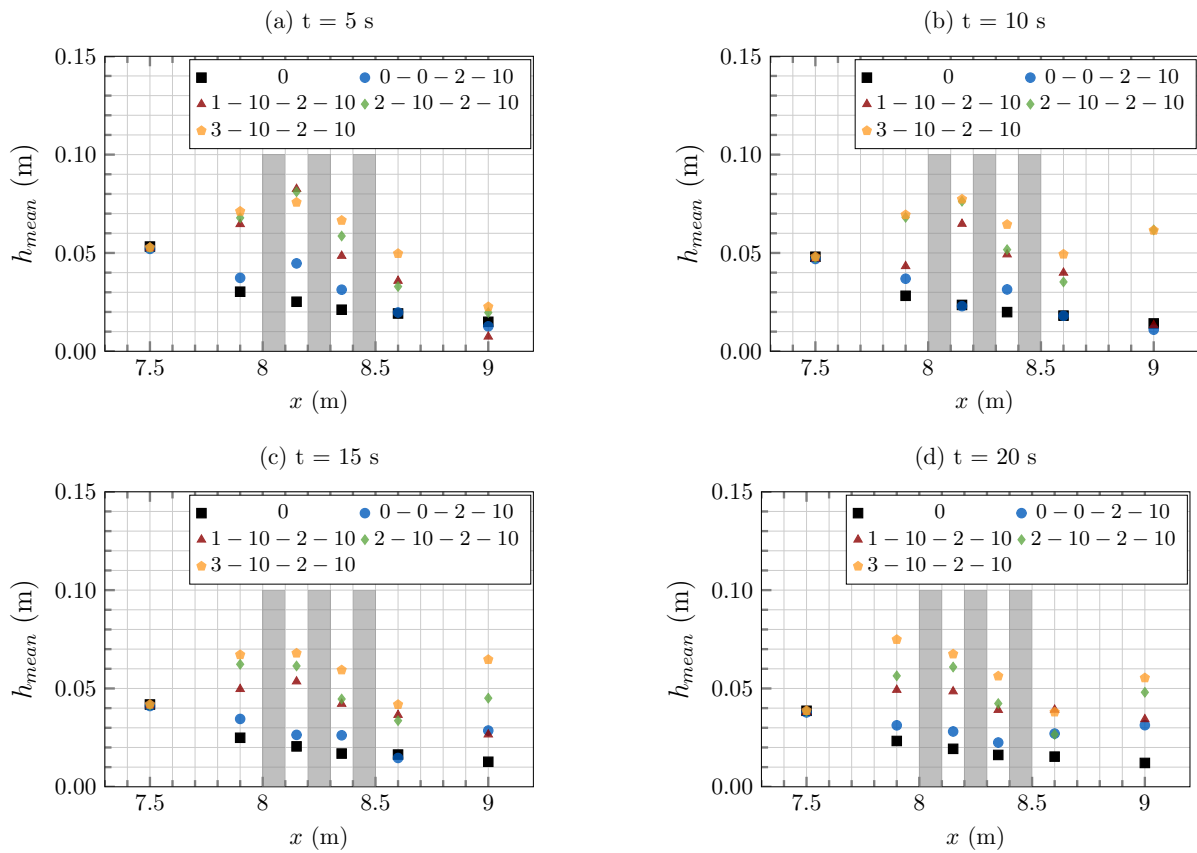 (a) t = 5 s
0.15
0.10
0.05
0.00
h_mean (m)
0
0 − 0 − 2 − 10
1 − 10 − 2 − 10
2 − 10 − 2 − 10
3 − 10 − 2 − 10
7.5 8 8.5 9
x (m)
(b) t = 10 s
0.15
0.10
0.05
0.00
h_mean (m)
0
0 − 0 − 2 − 10
1 − 10 − 2 − 10
2 − 10 − 2 − 10
3 − 10 − 2 − 10
7.5 8 8.5 9
x (m)
(c) t = 15 s
0.15
0.10
0.05
0.00
h_mean (m)
0
0 − 0 − 2 − 10
1 − 10 − 2 − 10
2 − 10 − 2 − 10
3 − 10 − 2 − 10
7.5 8 8.5 9
x (m)
(d) t = 20 s
0.15
0.10
0.05
0.00
h_mean (m)
0
0 − 0 − 2 − 10
1 − 10 − 2 − 10
2 − 10 − 2 − 10
3 − 10 − 2 − 10
7.5 8 8.5 9
x (m)